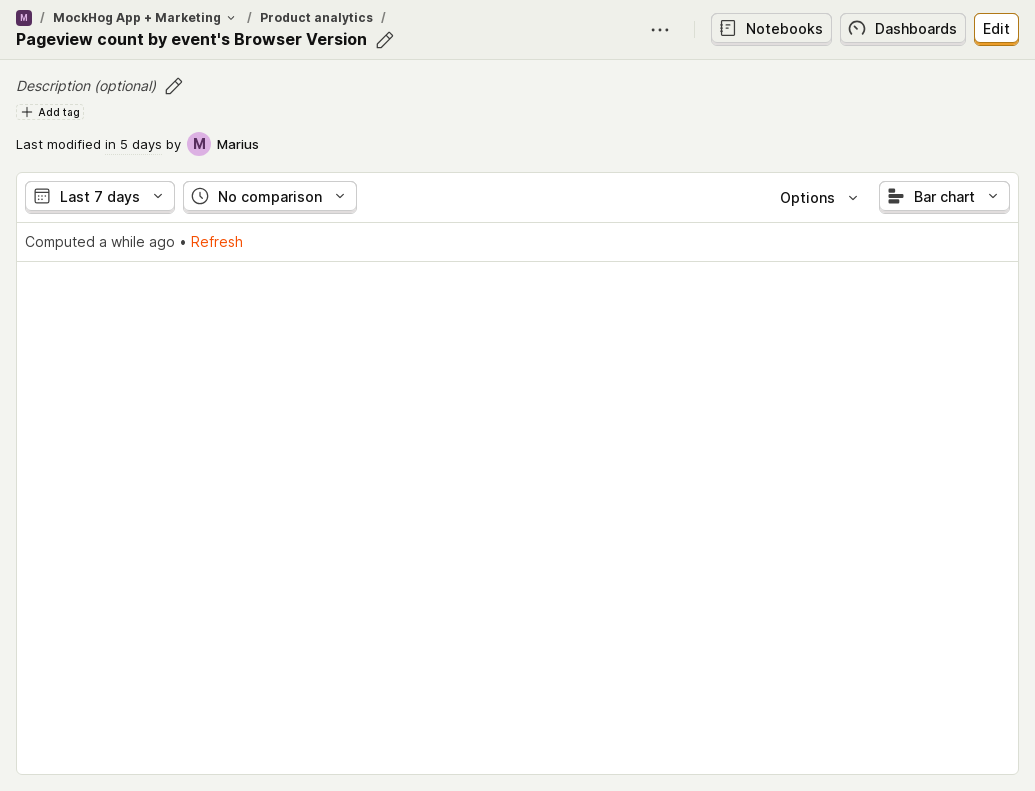 M / MockHog App + Marketing / Product analytics /
Pageview count by event's Browser Version
Notebooks
Dashboards
Edit
Description (optional)
Add tag
Last modified in 5 days by M Marius
Last 7 days
No comparison
Options
Bar chart
Computed a while ago • Refresh